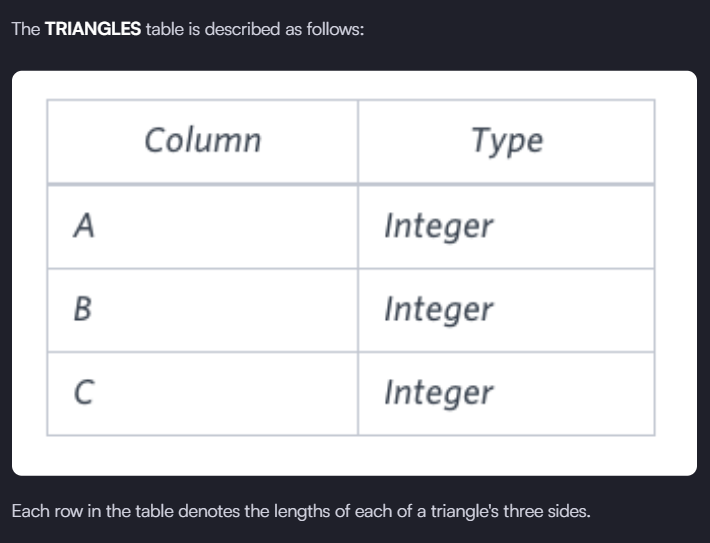 The TRIANGLES table is described as follows:
Column Type
A Integer
B Integer
C Integer
Each row in the table denotes the lengths of each of a triangle's three sides.